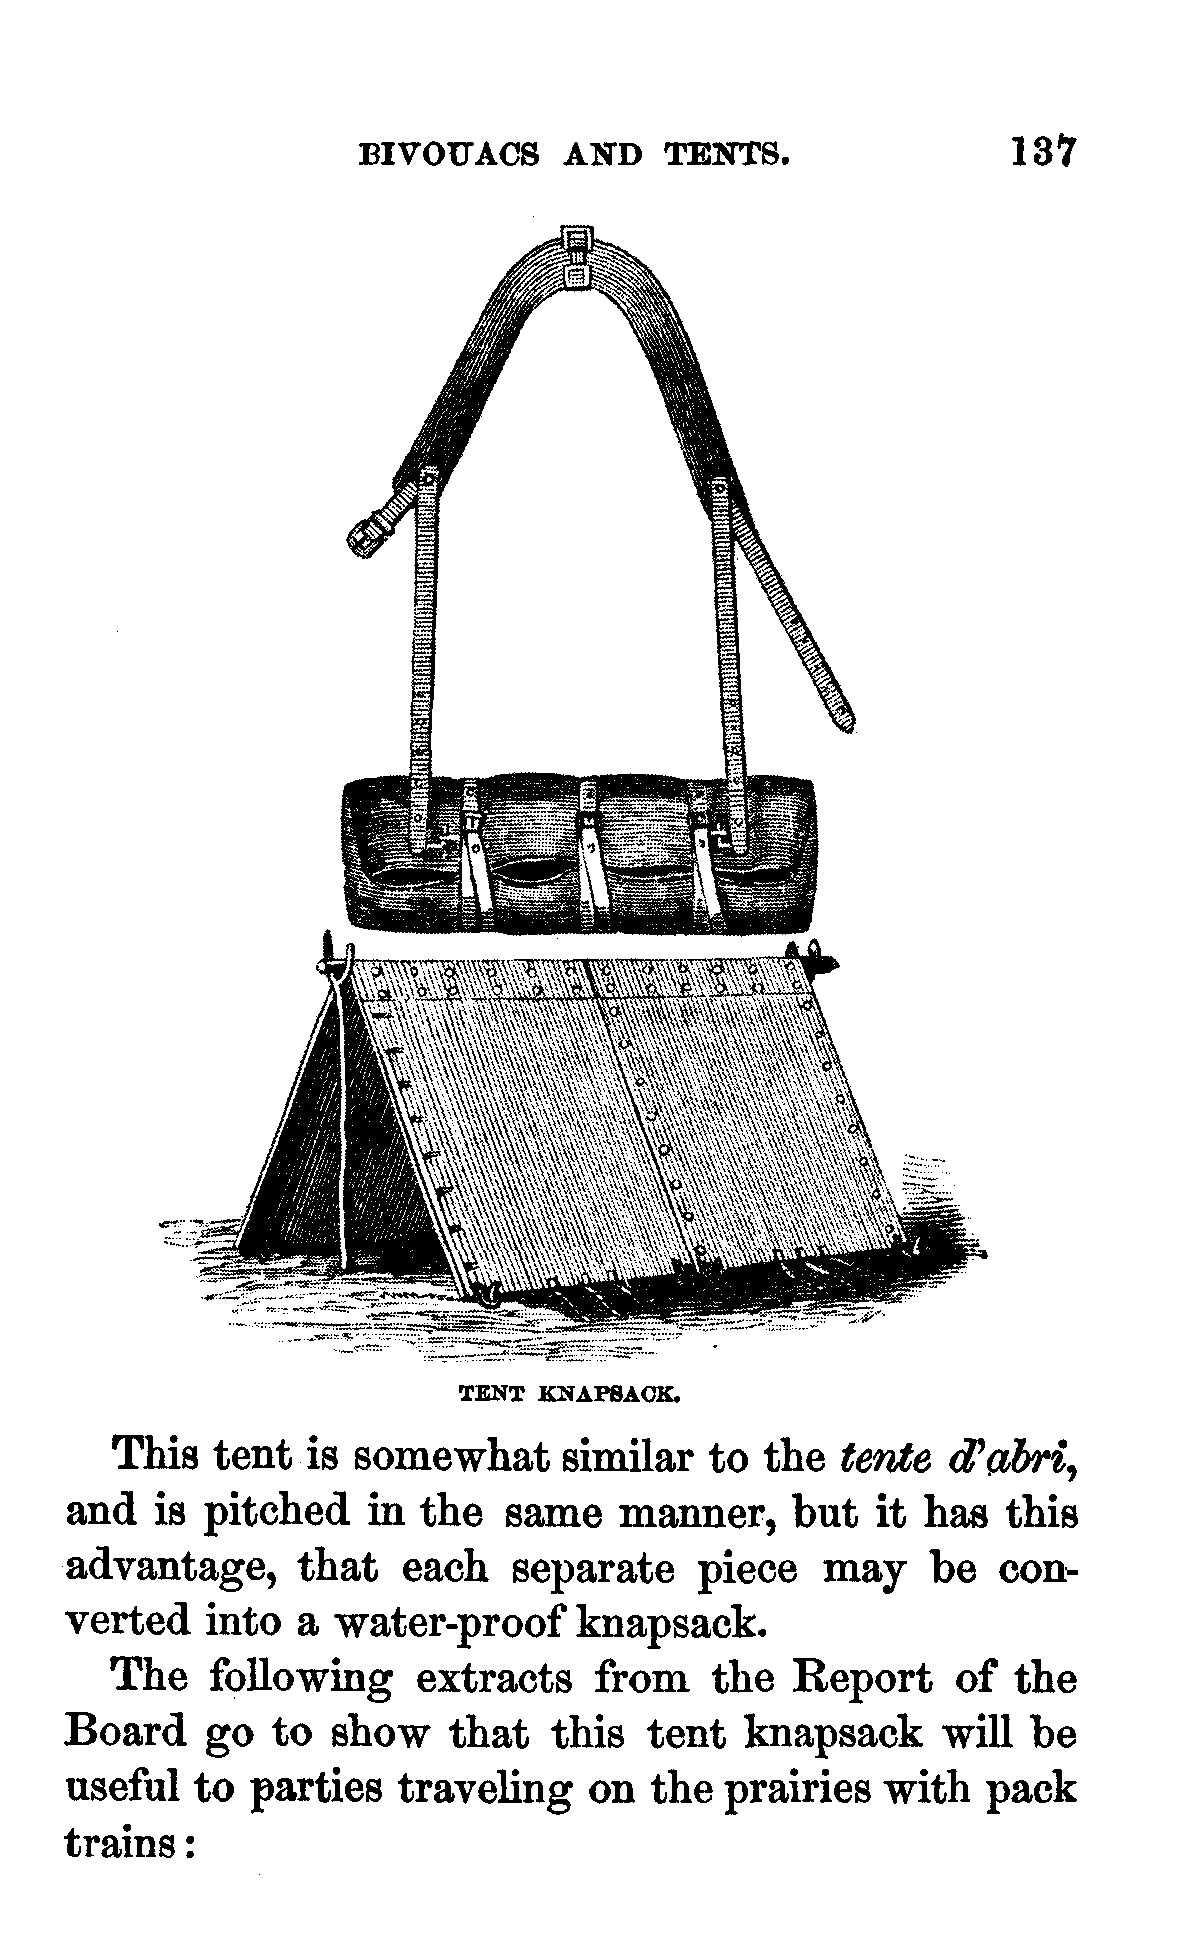 BIVOUACS AND TENTS. 137
TENT KNAPSACK.
This tent is somewhat similar to the tente d'abri,
and is pitched in the same manner, but it has this
advantage, that each separate piece may be con-
verted into a water-proof knapsack.
The following extracts from the Report of the
Board go to show that this tent knapsack will be
useful to parties traveling on the prairies with pack
trains: